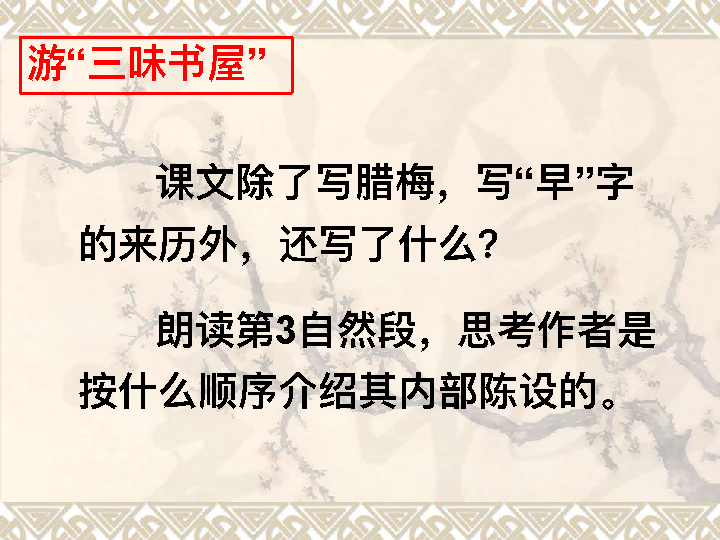 游“三味书屋”
课文除了写腊梅，写“早”字
的来历外，还写了什么？
朗读第3自然段，思考作者是
按什么顺序介绍其内部陈设的。